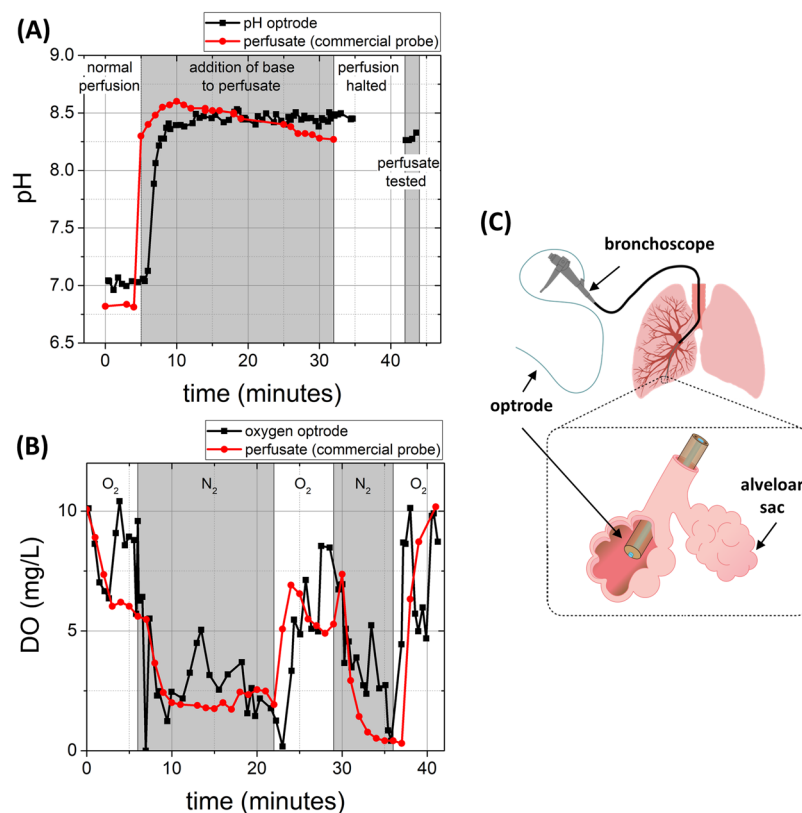 (A)
pH optrode
perfusate (commercial probe)
9.0
8.5
8.0
7.5
7.0
6.5
pH
normal
perfusion
addition of base
to perfusate
perfusion
halted
perfusate
tested
0
10
20
30
40
time (minutes)
(B)
oxygen optrode
perfusate (commercial probe)
O2
N2
O2
N2
O2
10
5
0
DO (mg/L)
0
10
20
30
40
time (minutes)
(C)
bronchoscope
optrode
alveloar
sac